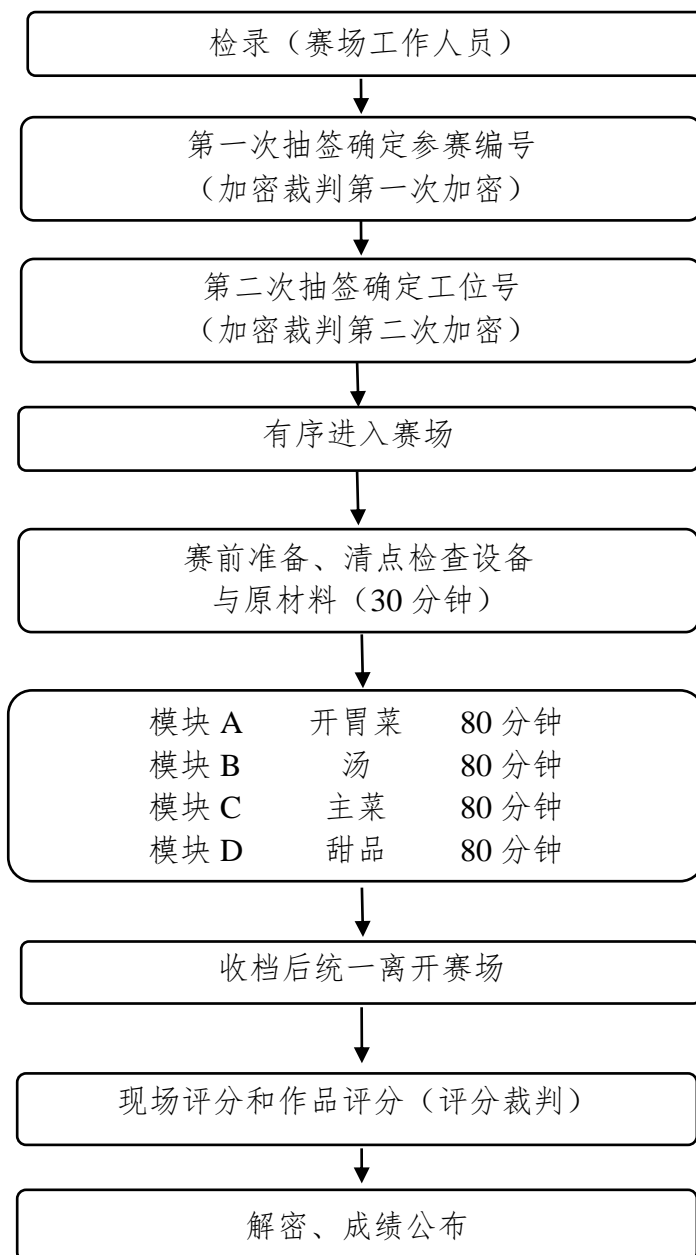 检录（赛场工作人员）
第一次抽签确定参赛编号
（加密裁判第一次加密）
第二次抽签确定工位号
（加密裁判第二次加密）
有序进入赛场
赛前准备、清点检查设备
与原材料（30 分钟）
模块 A 开胃菜 80 分钟
模块 B 汤 80 分钟
模块 C 主菜 80 分钟
模块 D 甜品 80 分钟
收档后统一离开赛场
现场评分和作品评分（评分裁判）
解密、成绩公布